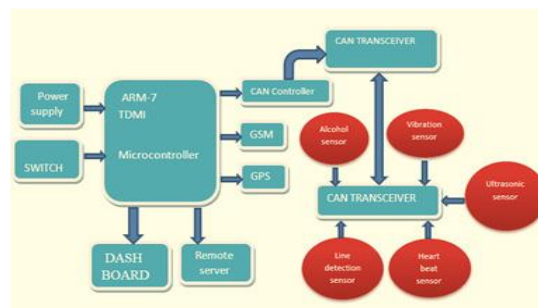 CAN TRANSCEIVER
Power
supply
ARM-7
TDMI
Microcontroller
CAN Controller
SWITCH
GSM
GPS
Alcohol
sensor
Vibration
sensor
Ultrasonic
sensor
CAN TRANSCEIVER
DASH
BOARD
Remote
server
Line
detection
sensor
Heart
beat
sensor